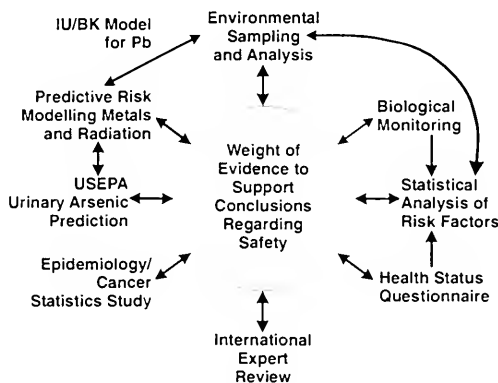 IU/BK Model
for Pb
Environmental
Sampling
and Analysis
Predictive Risk
Modelling Metals
and Radiation
Biological
Monitoring
Weight of
Evidence to
Support
Conclusions
Regarding
Safety
USEPA
Urinary Arsenic
Prediction
Statistical
Analysis of
Risk Factors
Epidemiology/
Cancer
Statistics Study
Health Status
Questionnaire
International
Expert
Review